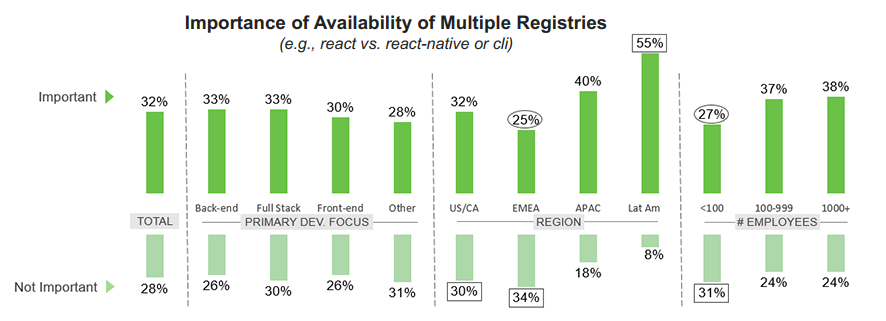 Importance of Availability of Multiple Registries
(e.g., react vs. react-native or cli)
Important
32% 33% 33% 30% 28% 32% 25% 40% 55% 27% 37% 38%
Back-end Full Stack Front-end Other US/CA EMEA APAC Lat Am <100 100-999 1000+
TOTAL PRIMARY DEV. FOCUS REGION # EMPLOYEES
Not Important
28% 26% 30% 26% 31% 30% 34% 18% 8% 31% 24% 24%